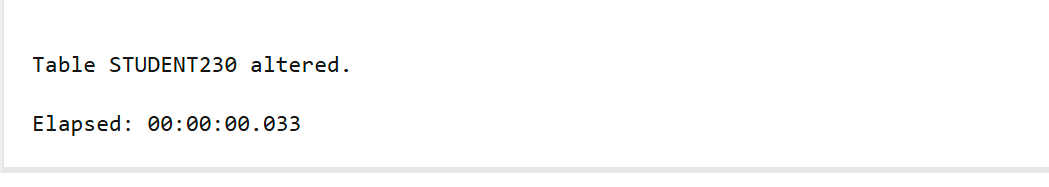 Table STUDENT230 altered.
Elapsed: 00:00:00.033